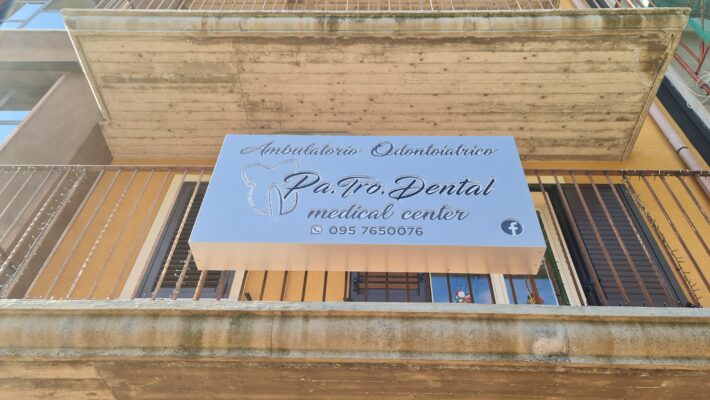 Ambulatorio Odontoiatrico
Pa.Tro.Dental
medical center
095 7650076
f